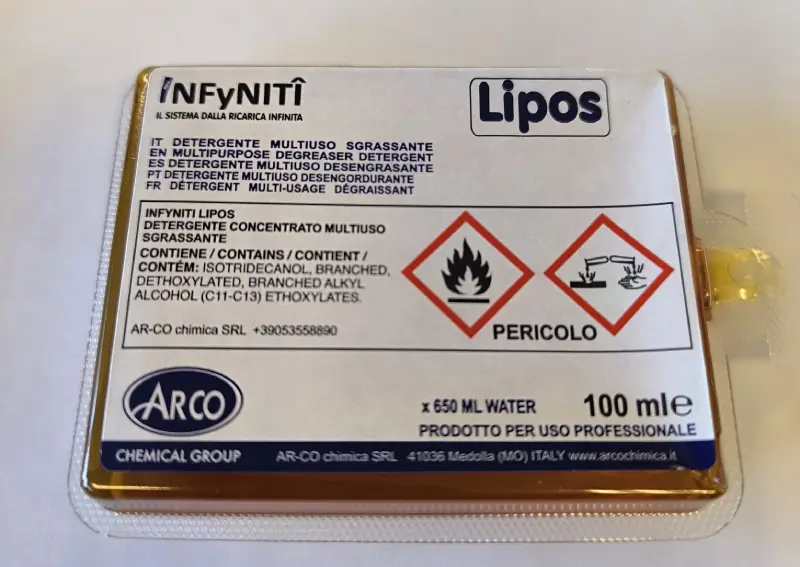 INFyNITÎ
IL SISTEMA DALLA RICARICA INFINITA
Lipos
IT DETERGENTE MULTIUSO SGRASSANTE
EN MULTIPURPOSE DEGREASER DETERGENT
ES DETERGENTE MULTIUSO DESENGRASANTE
PT DETERGENTE MULTIUSO DESENGORDURANTE
FR DÉTERGENT MULTI-USAGE DÉGRAISSANT
INFYNITI LIPOS
DETERGENTE CONCENTRATO MULTIUSO
SGRASSANTE
CONTIENE / CONTAINS / CONTIENT /
CONTÉM: ISOTRIDECANOL, BRANCHED,
DETHOXYLATED, BRANCHED ALKYL
ALCOHOL (C11-C13) ETHOXYLATES.
AR-CO chimica SRL +39053558890
PERICOLO
ARCO
x 650 ML WATER
100 ml℮
PRODOTTO PER USO PROFESSIONALE
CHEMICAL GROUP
AR-CO chimica SRL 41036 Medolla (MO) ITALY www.arcochimica.it